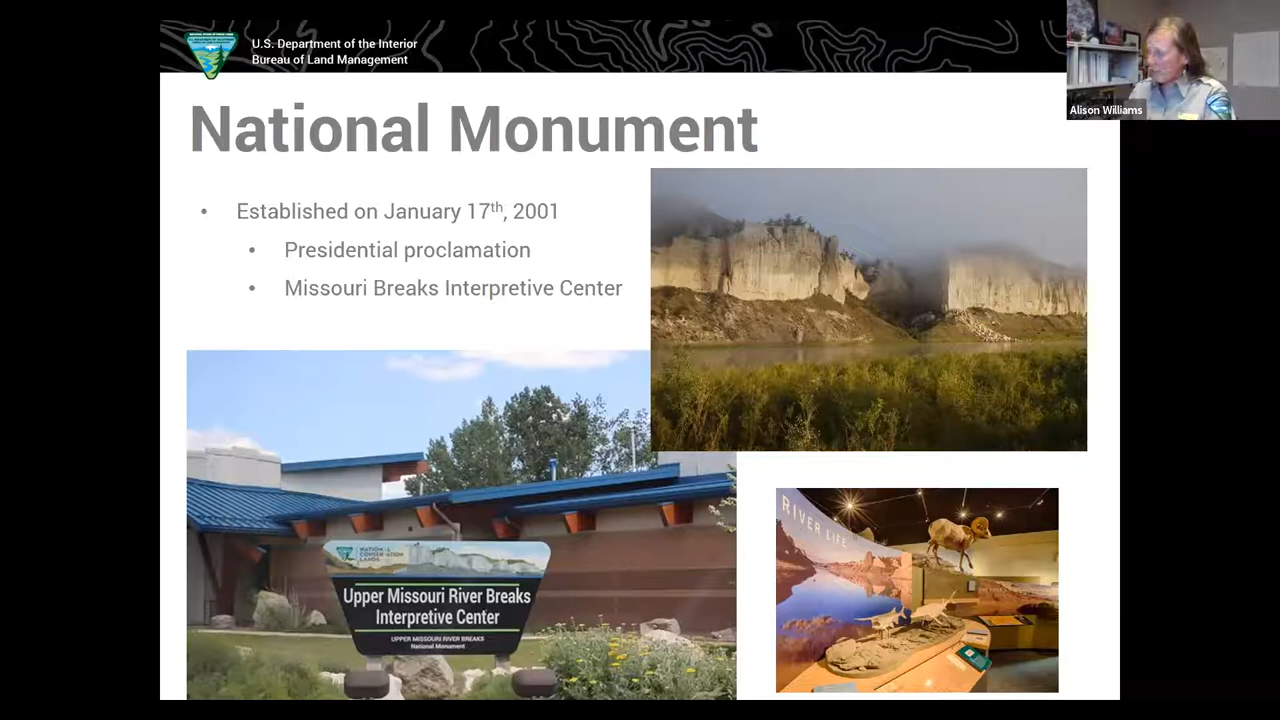 U.S. Department of the Interior
Bureau of Land Management
Alison Williams
National Monument
• Established on January 17th, 2001
• Presidential proclamation
• Missouri Breaks Interpretive Center
RIVER LIFE
NATIONAL
CONSERVATION
LANDS
Upper Missouri River Breaks
Interpretive Center
UPPER MISSOURI RIVER BREAKS
National Monument